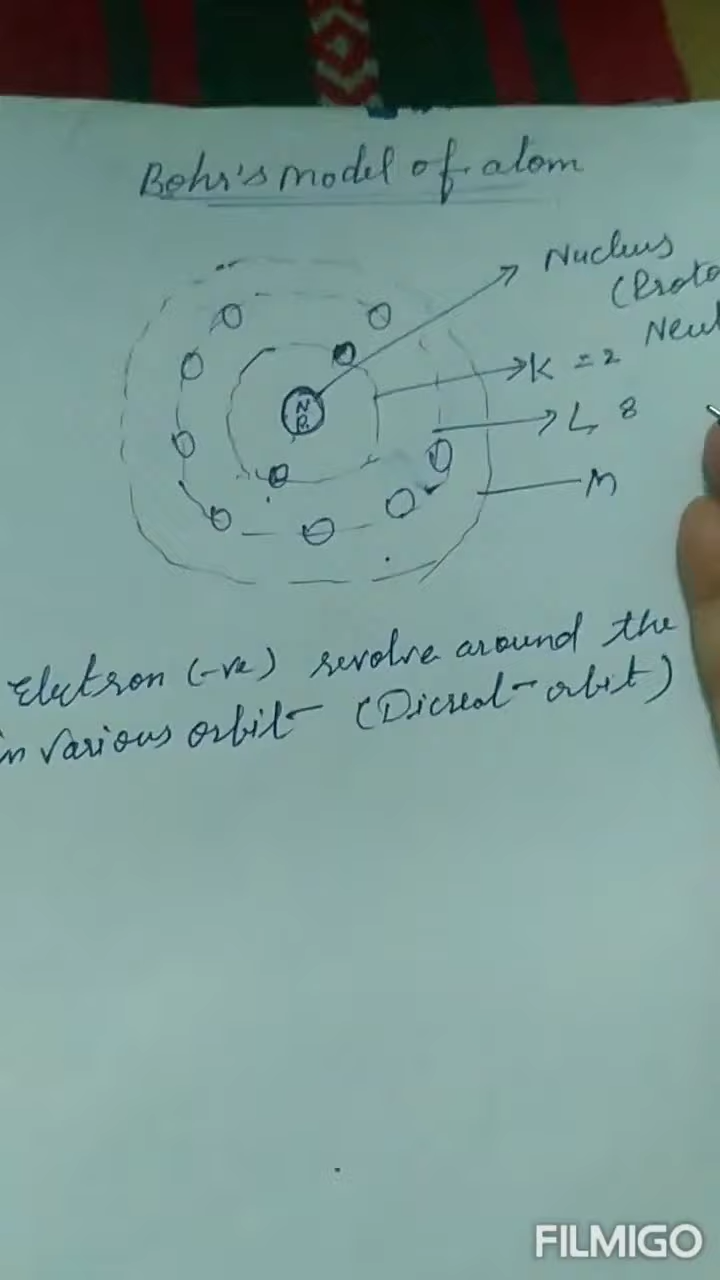 Bohr's model of atom
Nucleus
(Proto
Neut
K = 2
L 8
M
N
P
Electron (-ve) revolve around the
in various orbit (Dicreat-orbit)
FILMIGO